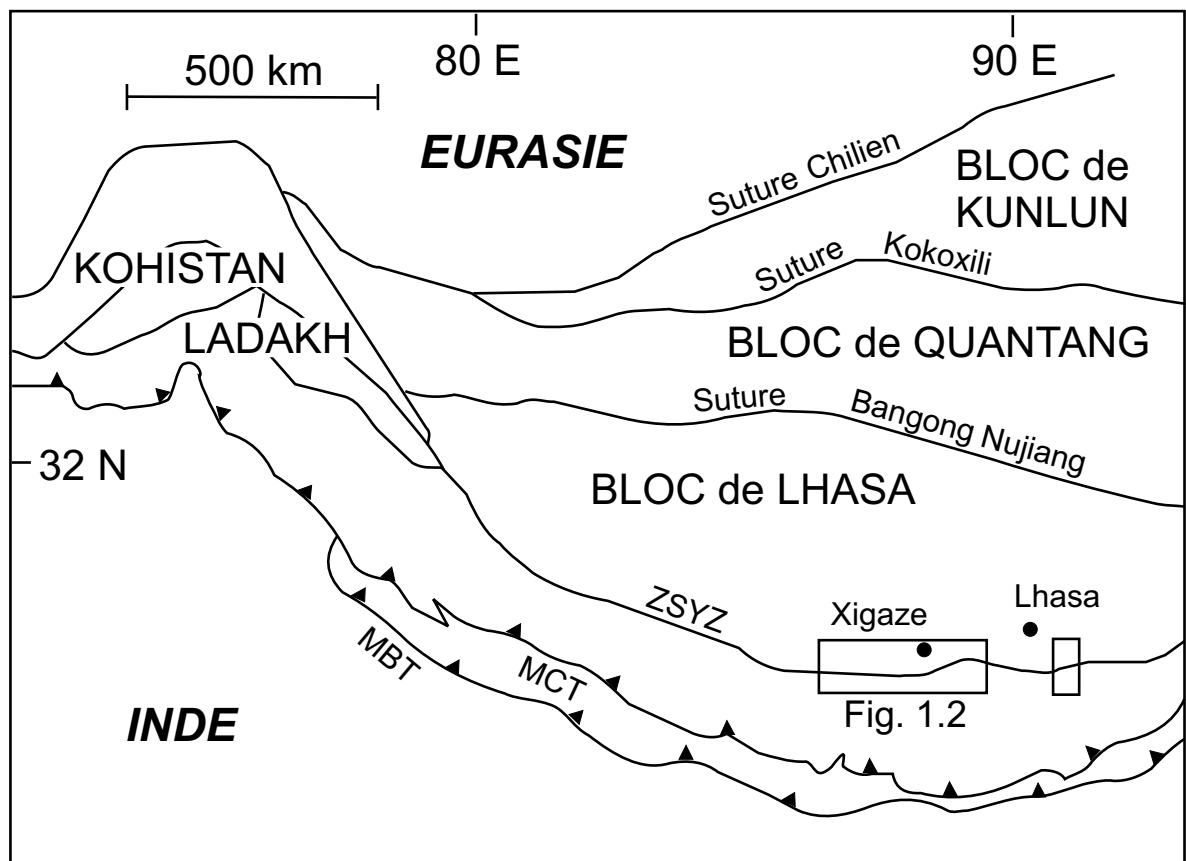 80 E
90 E
500 km
EURASIE
Suture Chilien
BLOC de
KUNLUN
KOHISTAN
Suture
Kokoxili
LADAKH
BLOC de QUANTANG
Suture
Bangong Nujiang
32 N
BLOC de LHASA
ZSYZ
Xigaze
Lhasa
MBT
MCT
Fig. 1.2
INDE